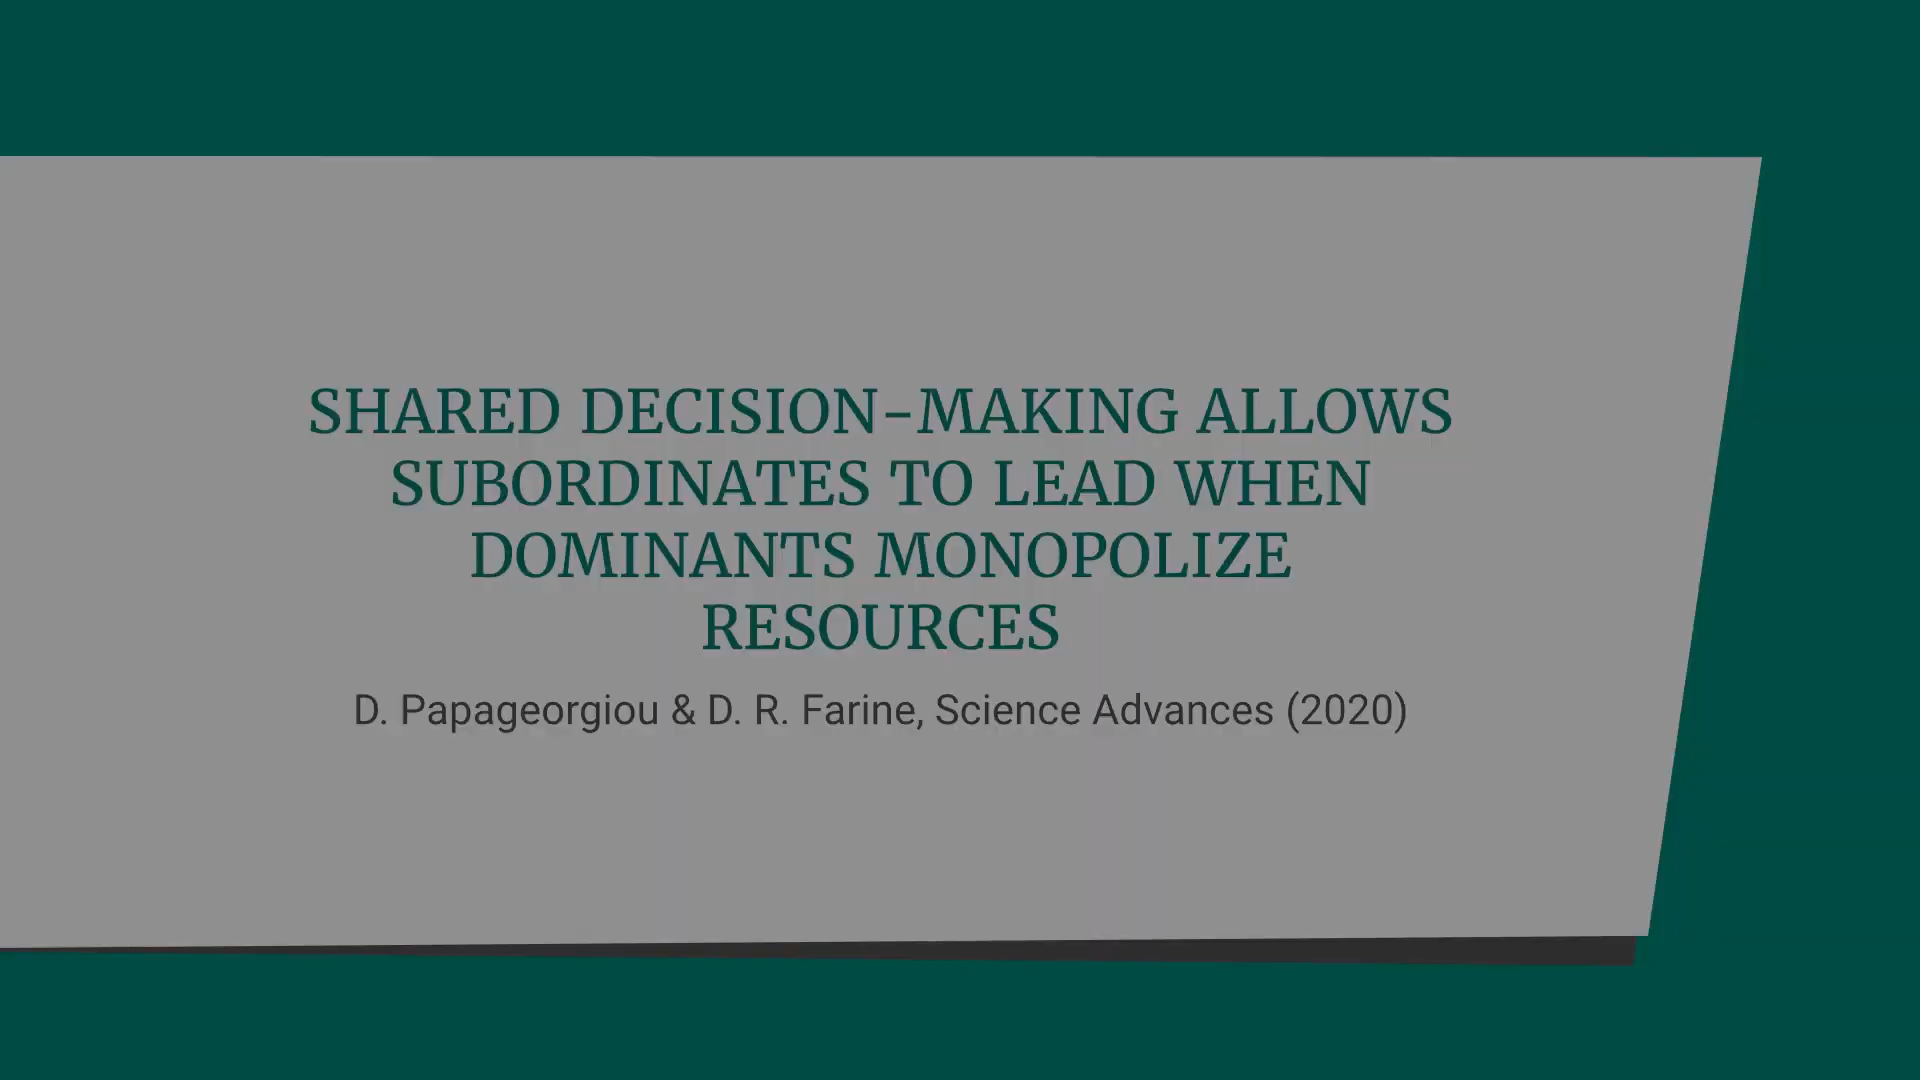 SHARED DECISION-MAKING ALLOWS
SUBORDINATES TO LEAD WHEN
DOMINANTS MONOPOLIZE
RESOURCES
D. Papageorgiou & D. R. Farine, Science Advances (2020)